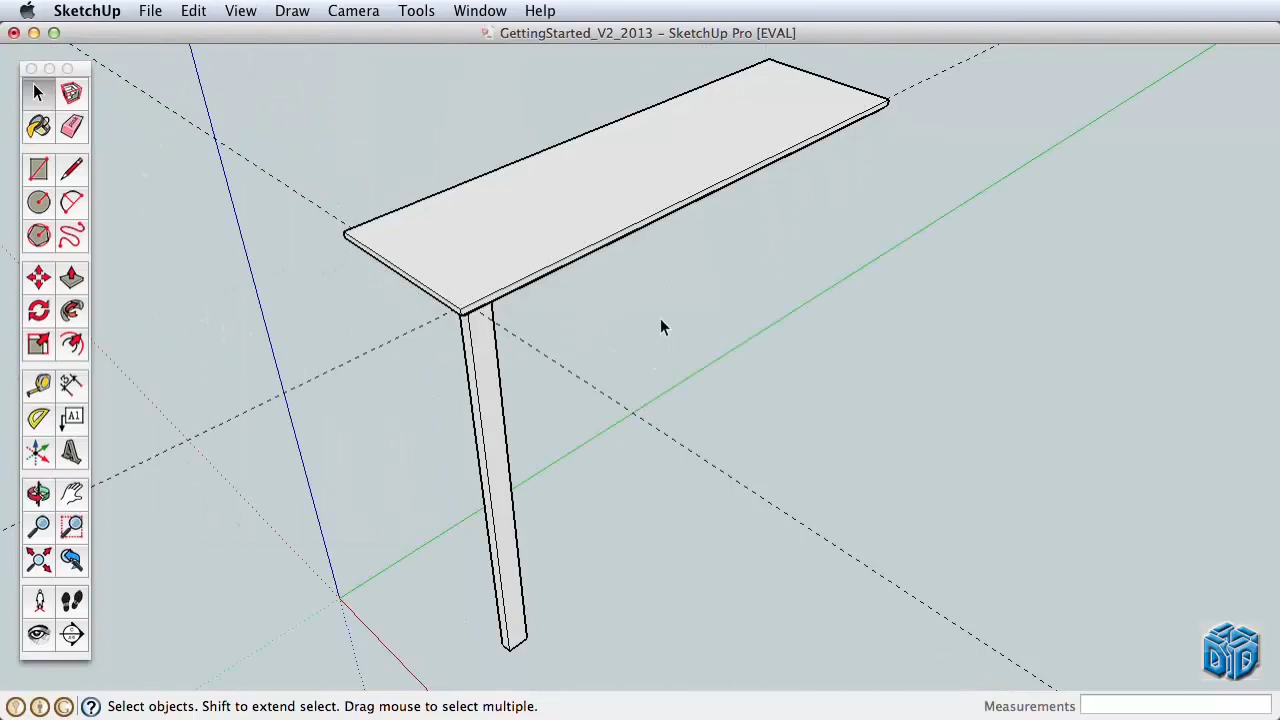 SketchUp File Edit View Draw Camera Tools Window Help
GettingStarted_V2_2013 - SketchUp Pro [EVAL]
A1
Select objects. Shift to extend select. Drag mouse to select multiple.
Measurements